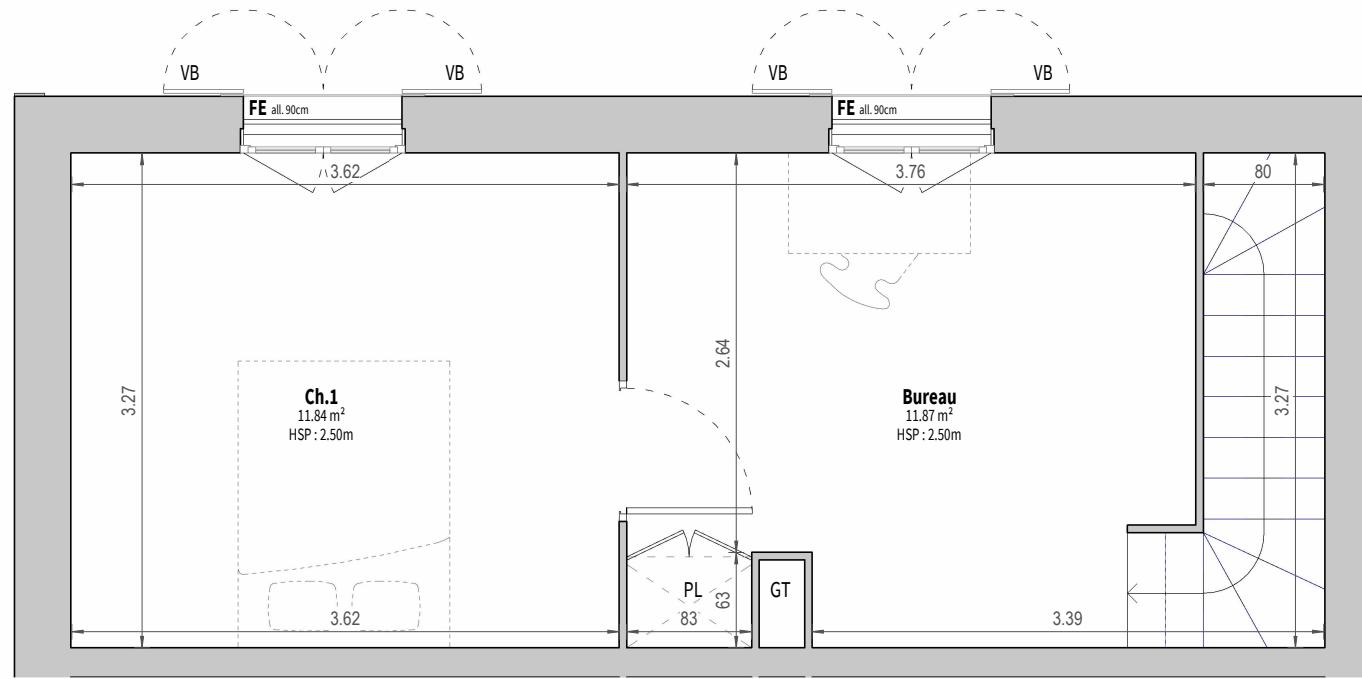 VB
VB
VB
VB
FE all. 90cm
FE all. 90cm
3.62
3.76
80
3.27
2.64
3.27
Ch.1
11.84 m²
HSP : 2.50m
Bureau
11.87 m²
HSP : 2.50m
PL
63
GT
3.62
83
3.39